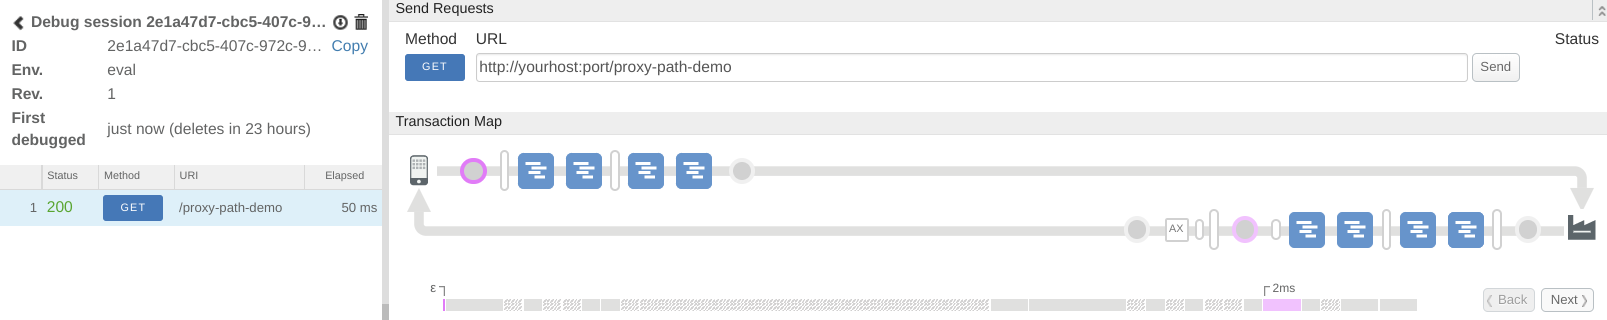 Debug session 2e1a47d7-cbc5-407c-9...
ID 2e1a47d7-cbc5-407c-972c-9... Copy
Env. eval
Rev. 1
First debugged just now (deletes in 23 hours)
Status Method URI Elapsed
1 200 GET /proxy-path-demo 50 ms
Send Requests
Method URL Status
GET http://yourhost:port/proxy-path-demo Send
Transaction Map
AX
ε 2ms
Back Next